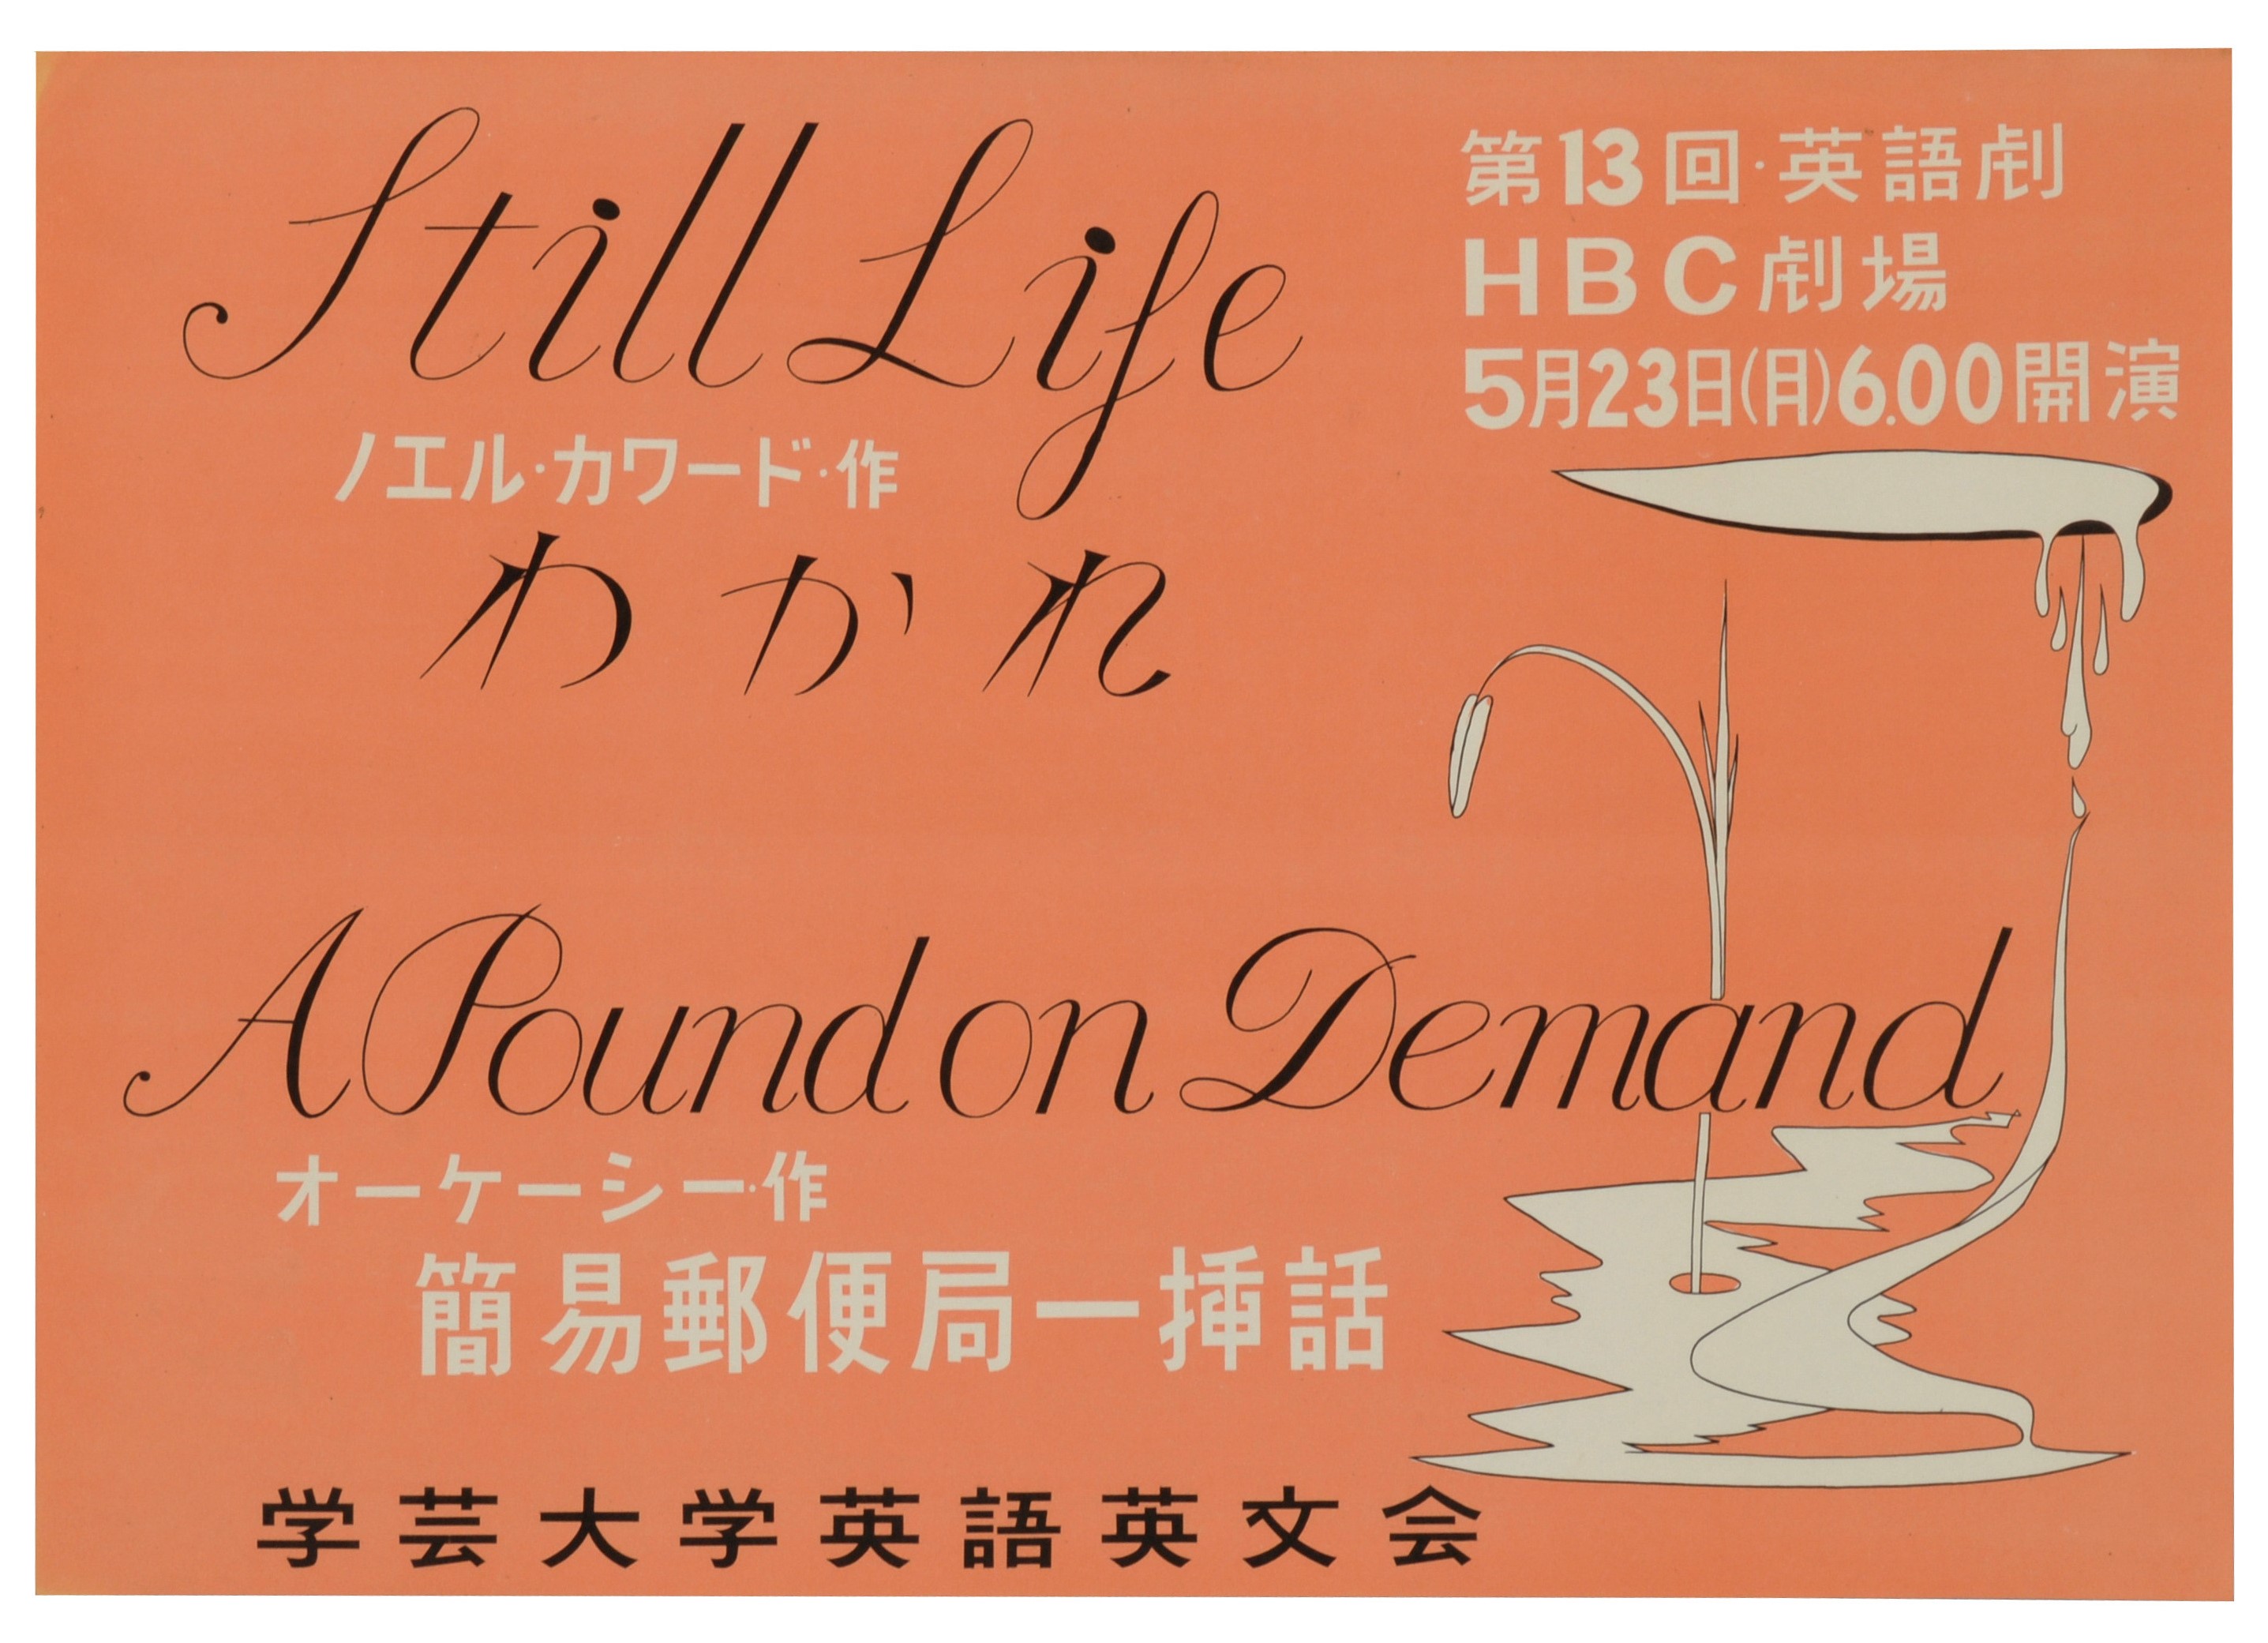 Still Life
ノエル・カワード・作
わかれ
第13回・英語劇
HBC劇場
5月23日(月)6.00開演
A Pound on Demand
オーケーシー・作
簡易郵便局一挿話
学芸大学英語英文会